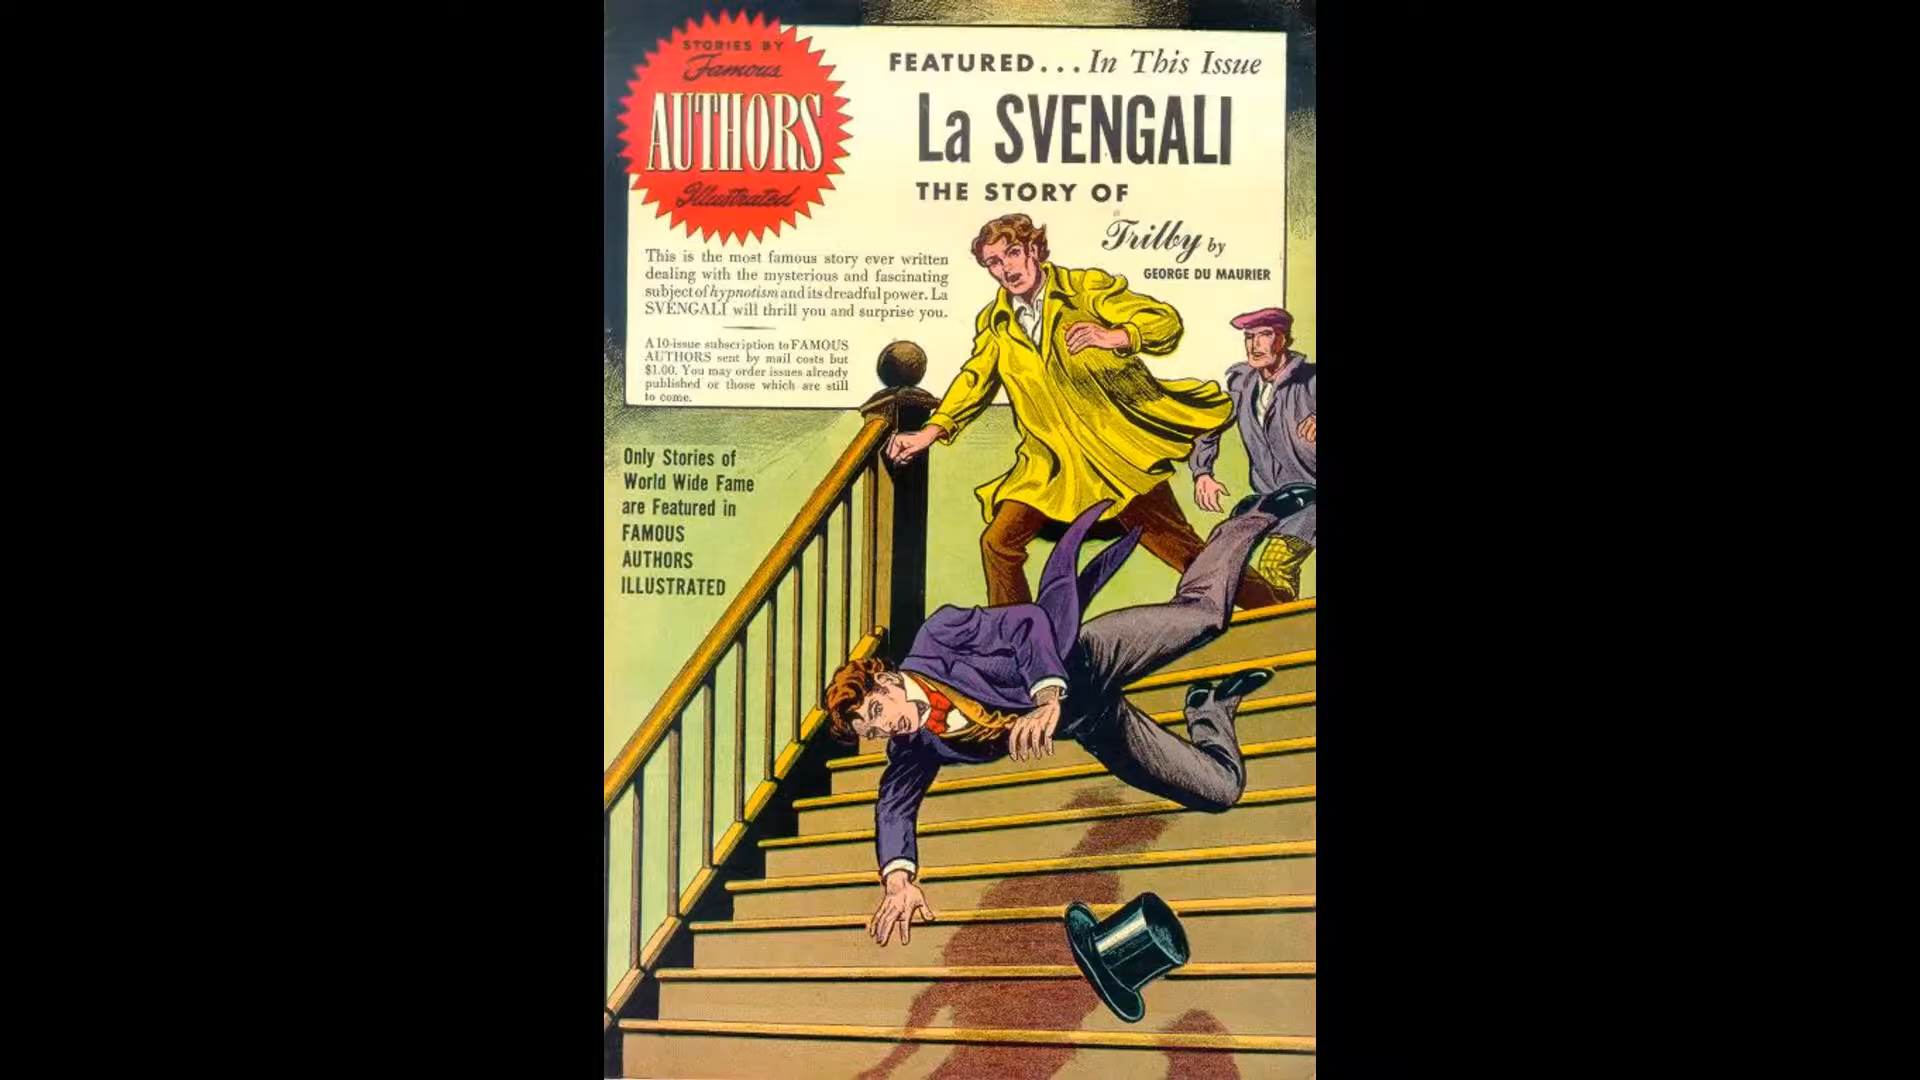 STORIES BY
Famous
AUTHORS
Illustrated
FEATURED... In This Issue
La SVENGALI
THE STORY OF
Trilby by
GEORGE DU MAURIER
This is the most famous story ever written
dealing with the mysterious and fascinating
subject of hypnotism and its dreadful power. La
SVENGALI will thrill you and surprise you.
A 10-issue subscription to FAMOUS
AUTHORS sent by mail costs but
$1.00. You may order issues already
published or those which are still
to come.
Only Stories of
World Wide Fame
are Featured in
FAMOUS
AUTHORS
ILLUSTRATED